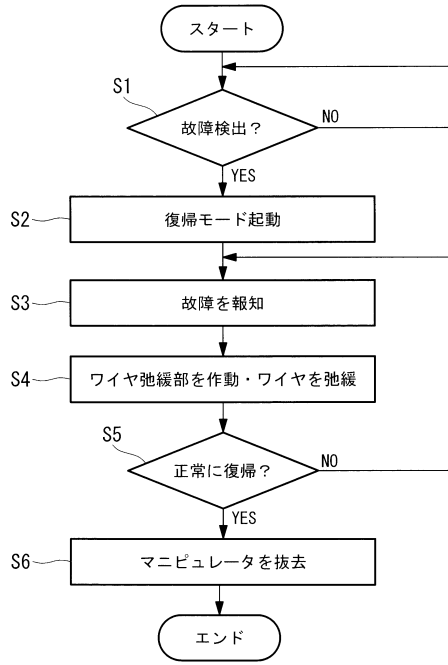 スタート
S1
故障検出？
NO
YES
S2
復帰モード起動
S3
故障を報知
S4
ワイヤ弛緩部を作動・ワイヤを弛緩
S5
正常に復帰？
NO
YES
S6
マニピュレータを抜去
エンド